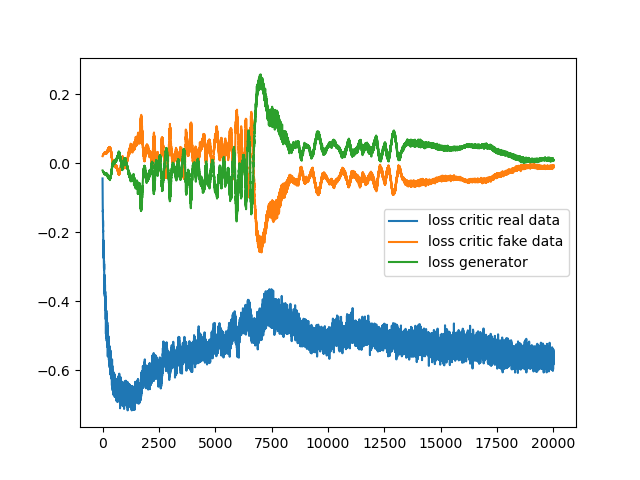 0.2
0.0
−0.2
−0.4
−0.6
loss critic real data
loss critic fake data
loss generator
0 2500 5000 7500 10000 12500 15000 17500 20000